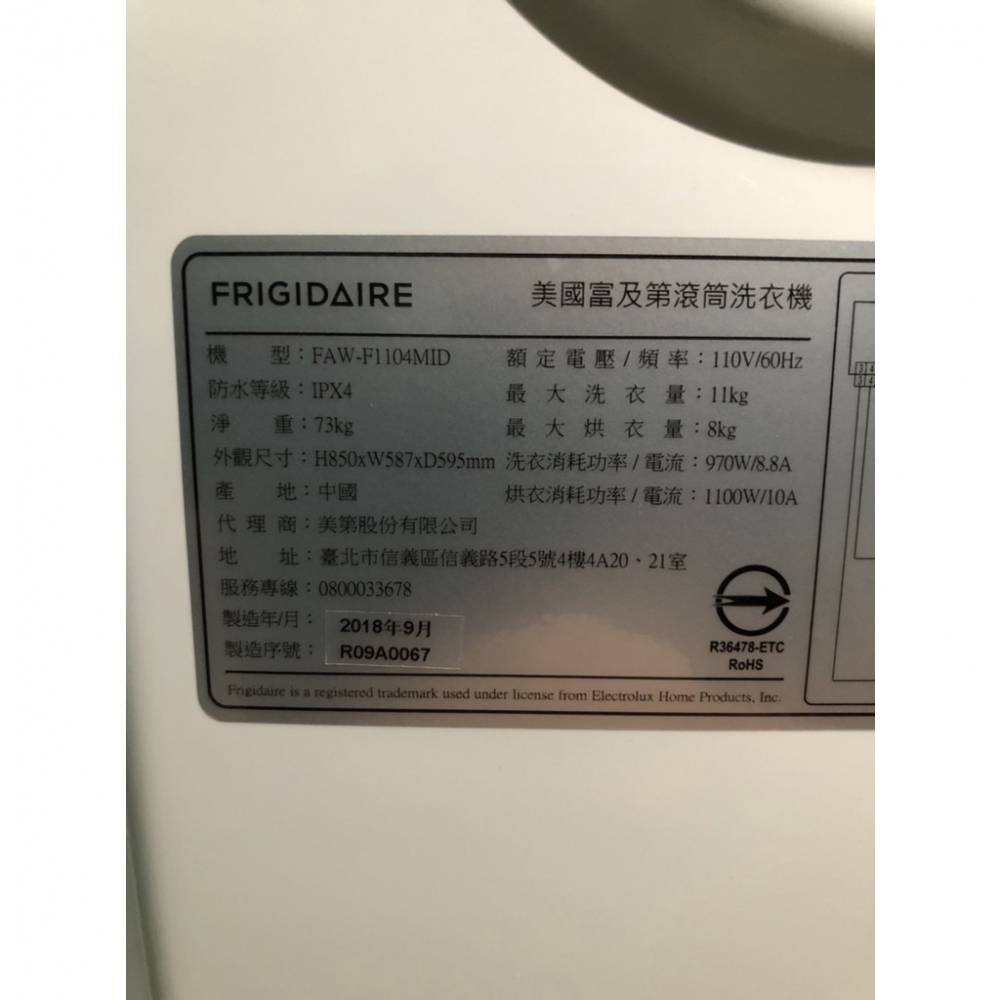 FRIGIDAIRE 美國富及第滾筒洗衣機
機 型：FAW-F1104MID 額定電壓/頻率：110V/60Hz
防水等級：IPX4 最大洗衣量：11kg
淨 重：73kg 最大烘衣量：8kg
外觀尺寸：H850xW587xD595mm 洗衣消耗功率/電流：970W/8.8A
產 地：中國 烘衣消耗功率/電流：1100W/10A
代理商：美第股份有限公司
地 址：臺北市信義區信義路5段5號4樓4A20、21室
服務專線：0800033678
製造年/月：2018年9月
製造序號：R09A0067
R36478-ETC
RoHS
Frigidaire is a registered trademark used under license from Electrolux Home Products, Inc.
3 4
3 4